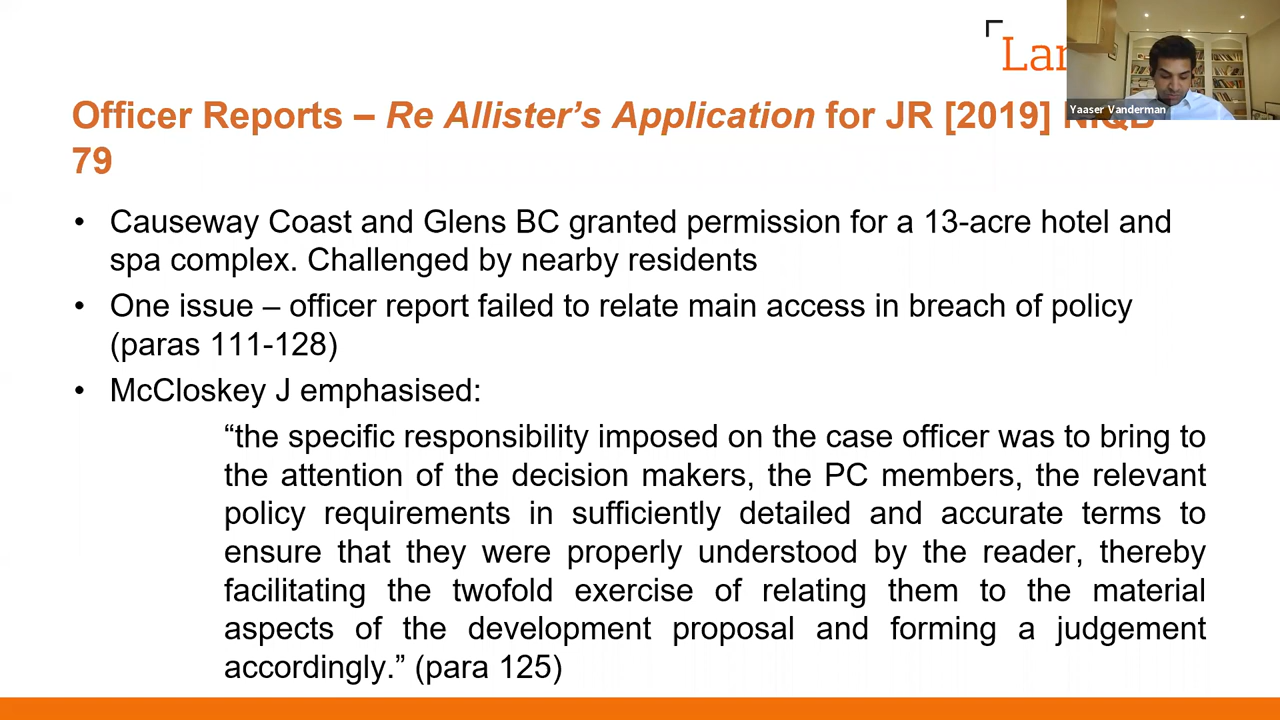 Lan
Yaaser Vanderman
Officer Reports – Re Allister’s Application for JR [2019] NIQB
79
• Causeway Coast and Glens BC granted permission for a 13-acre hotel and
spa complex. Challenged by nearby residents
• One issue – officer report failed to relate main access in breach of policy
(paras 111-128)
• McCloskey J emphasised:
“the specific responsibility imposed on the case officer was to bring to
the attention of the decision makers, the PC members, the relevant
policy requirements in sufficiently detailed and accurate terms to
ensure that they were properly understood by the reader, thereby
facilitating the twofold exercise of relating them to the material
aspects of the development proposal and forming a judgement
accordingly.” (para 125)